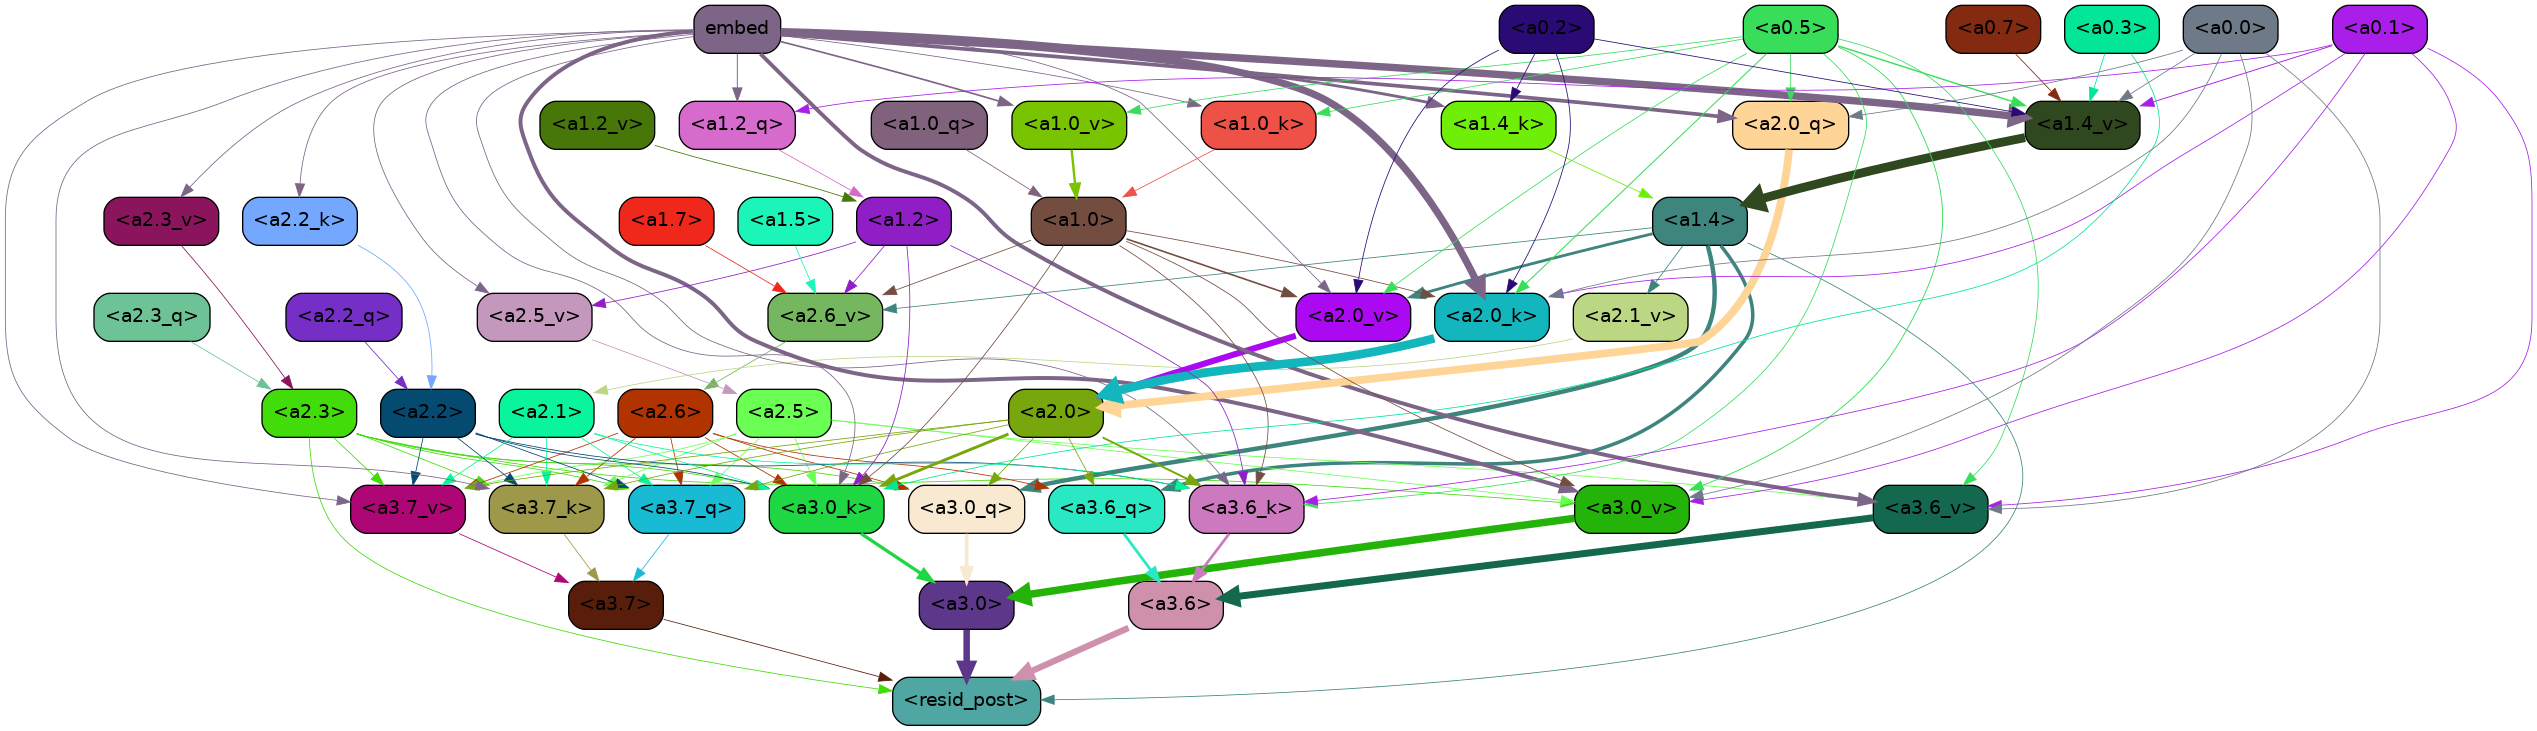 embed
<a0.2>
<a0.5>
<a0.7>
<a0.3>
<a0.0>
<a0.1>
<a1.2_v>
<a1.2_q>
<a1.0_q>
<a1.0_v>
<a1.0_k>
<a1.4_k>
<a2.0_q>
<a1.4_v>
<a2.3_v>
<a2.2_k>
<a1.7>
<a1.5>
<a1.2>
<a1.0>
<a1.4>
<a2.3_q>
<a2.2_q>
<a2.5_v>
<a2.6_v>
<a2.0_v>
<a2.0_k>
<a2.1_v>
<a2.3>
<a2.2>
<a2.1>
<a2.6>
<a2.5>
<a2.0>
<a3.7_v>
<a3.7_k>
<a3.7_q>
<a3.0_k>
<a3.0_q>
<a3.6_q>
<a3.6_k>
<a3.0_v>
<a3.6_v>
<a3.7>
<a3.0>
<a3.6>
<resid_post>